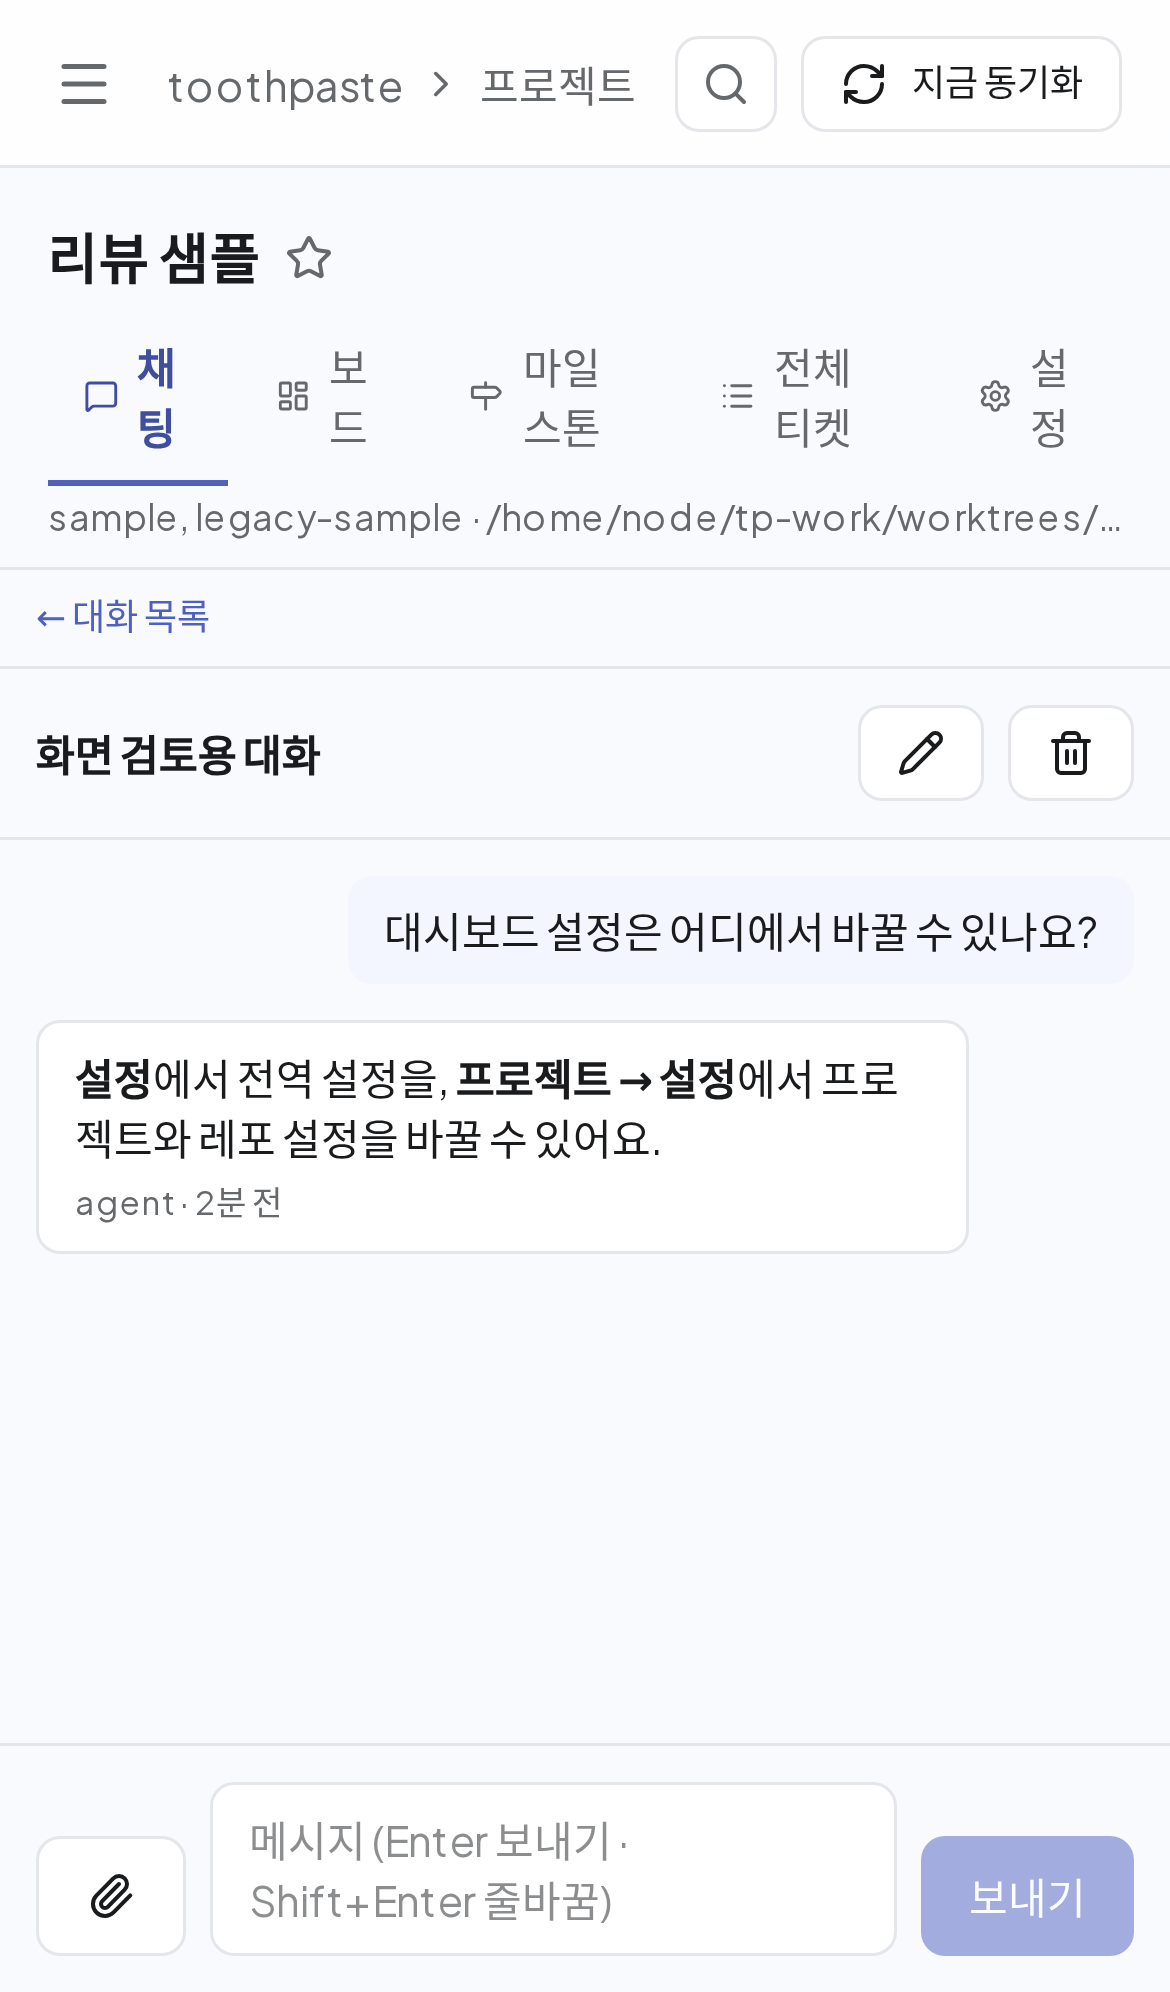 toothpaste > 프로젝트
지금 동기화
리뷰 샘플
채팅
보드
마일스톤
전체 티켓
설정
sample, legacy-sample · /home/node/tp-work/worktrees/…
← 대화 목록
화면 검토용 대화
대시보드 설정은 어디에서 바꿀 수 있나요?
설정에서 전역 설정을, 프로젝트 → 설정에서 프로
젝트와 레포 설정을 바꿀 수 있어요.
agent · 2분 전
메시지 (Enter 보내기 ·
Shift+Enter 줄바꿈)
보내기